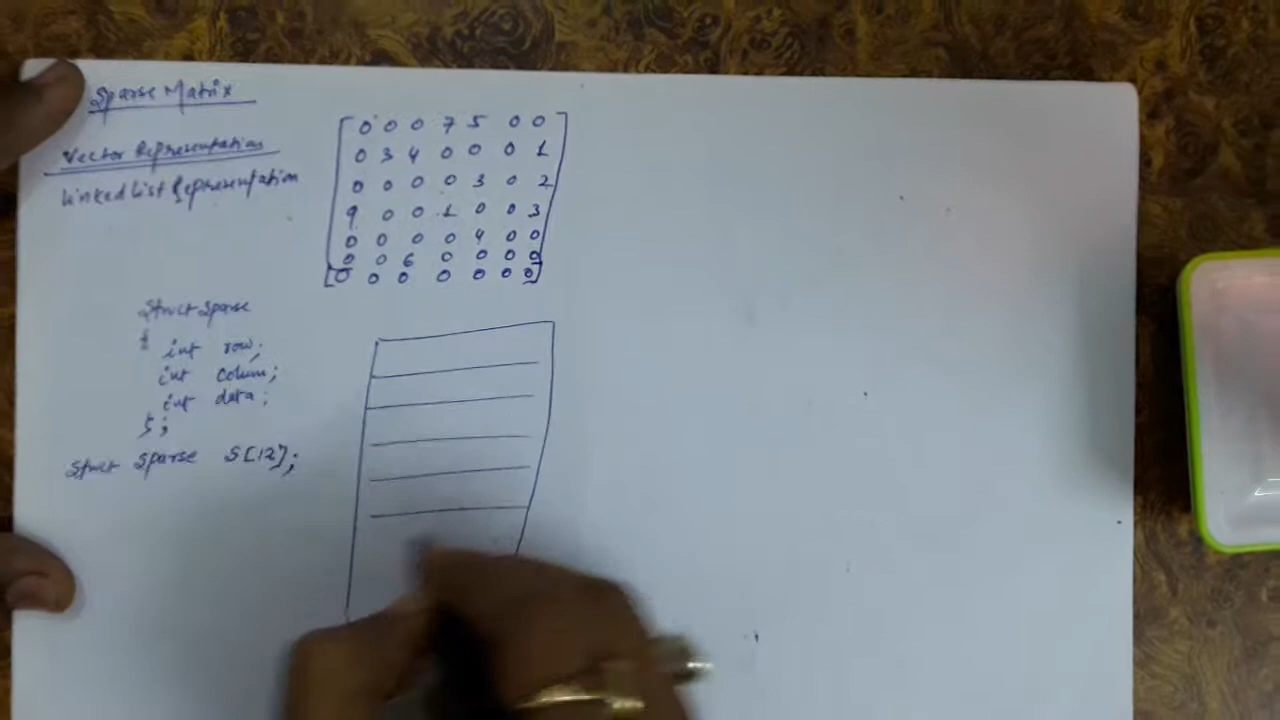 Sparse Matrix
Vector Representation
Linked List Representation
0 0 0 7 5 0 0
0 3 4 0 0 0 1
0 0 0 0 3 0 2
9 0 0 1 0 0 3
0 0 0 0 4 0 0
0 0 6 0 0 0 0
0 0 0 0 0 0 0
Struct Sparse
{
int row;
int colum;
int data;
};
Struct Sparse S[12];